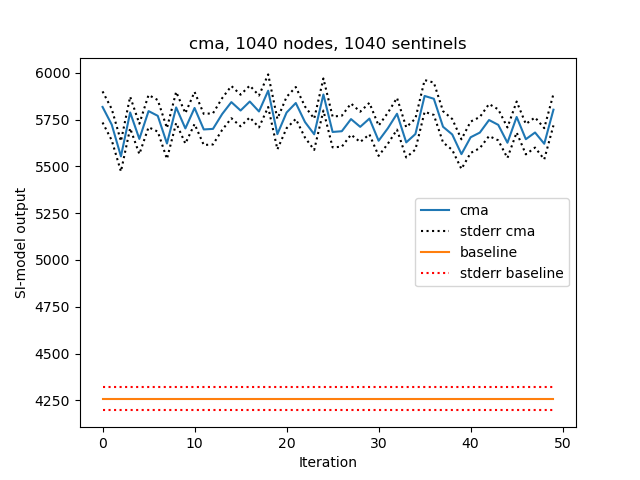 cma, 1040 nodes, 1040 sentinels
6000
5750
5500
5250
5000
4750
4500
4250
SI-model output
cma
stderr cma
baseline
stderr baseline
0 10 20 30 40 50
Iteration